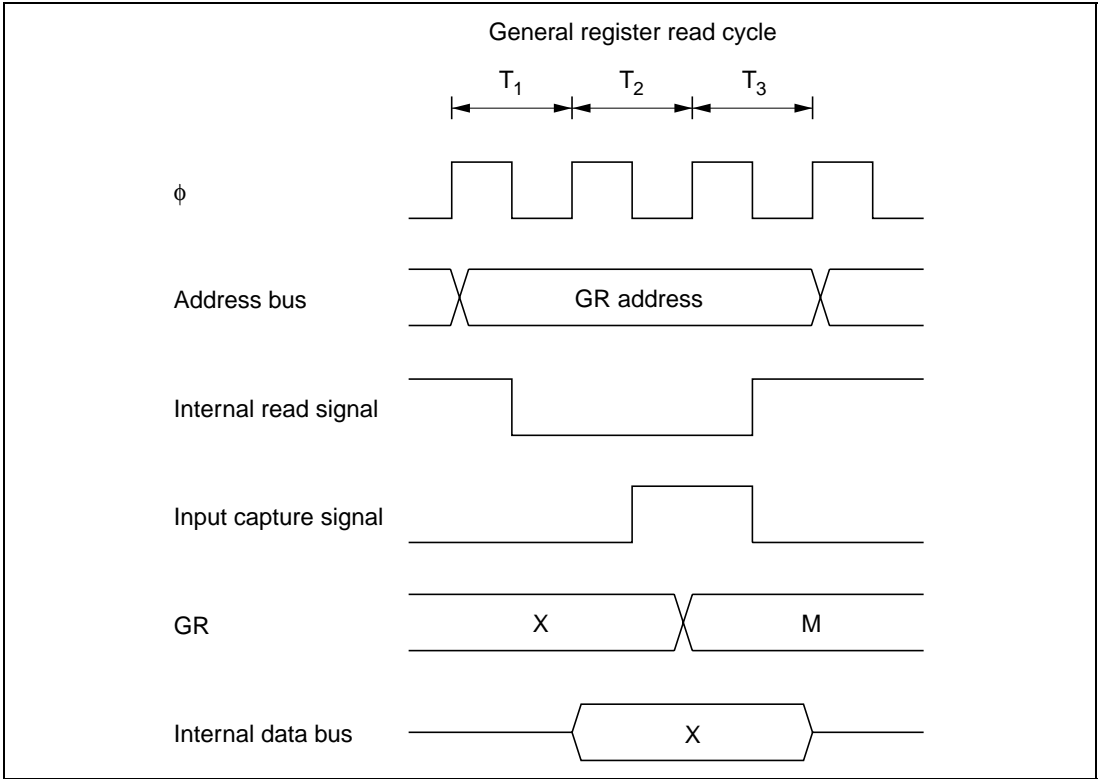 General register read cycle
T1 T2 T3
ϕ
Address bus GR address
Internal read signal
Input capture signal
GR X M
Internal data bus X